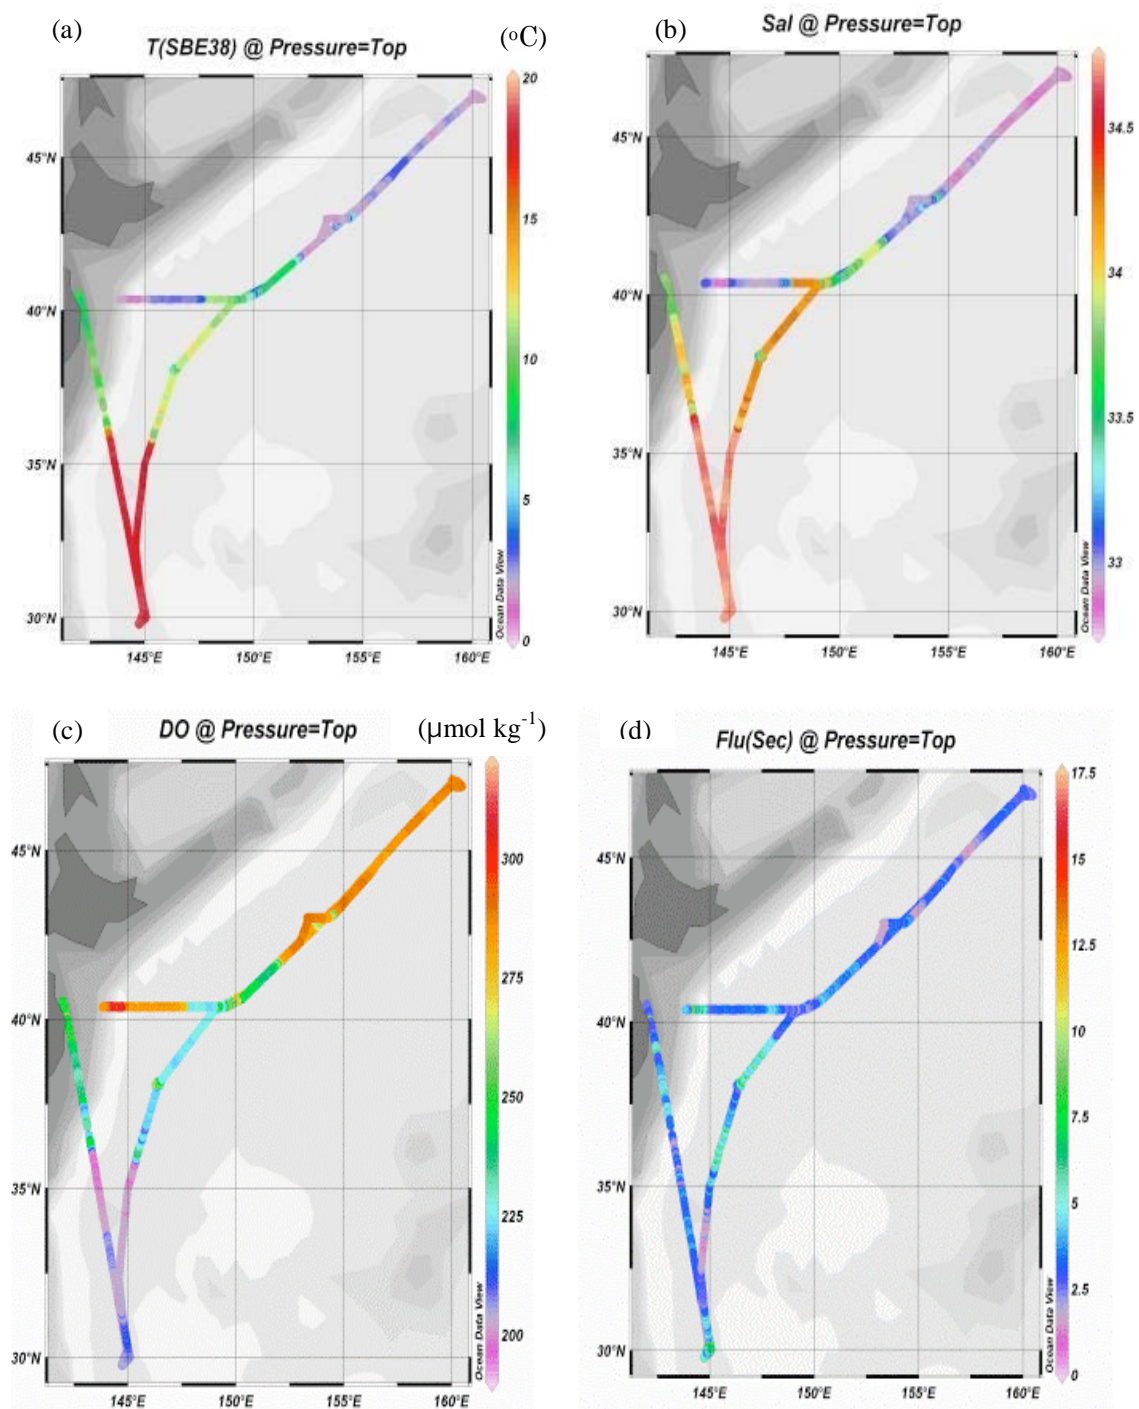 (a)
T(SBE38) @ Pressure=Top
(oC)
20
45°N
15
40°N
10
35°N
5
30°N
0
Ocean Data View
145°E 150°E 155°E 160°E
(b)
Sal @ Pressure=Top
45°N
34.5
40°N
34
35°N
33.5
30°N
33
Ocean Data View
145°E 150°E 155°E 160°E
(c)
DO @ Pressure=Top
(μmol kg-1)
45°N
300
40°N
275
250
35°N
225
30°N
200
Ocean Data View
145°E 150°E 155°E 160°E
(d)
Flu(Sec) @ Pressure=Top
17.5
45°N
15
12.5
40°N
10
7.5
35°N
5
2.5
30°N
0
Ocean Data View
145°E 150°E 155°E 160°E